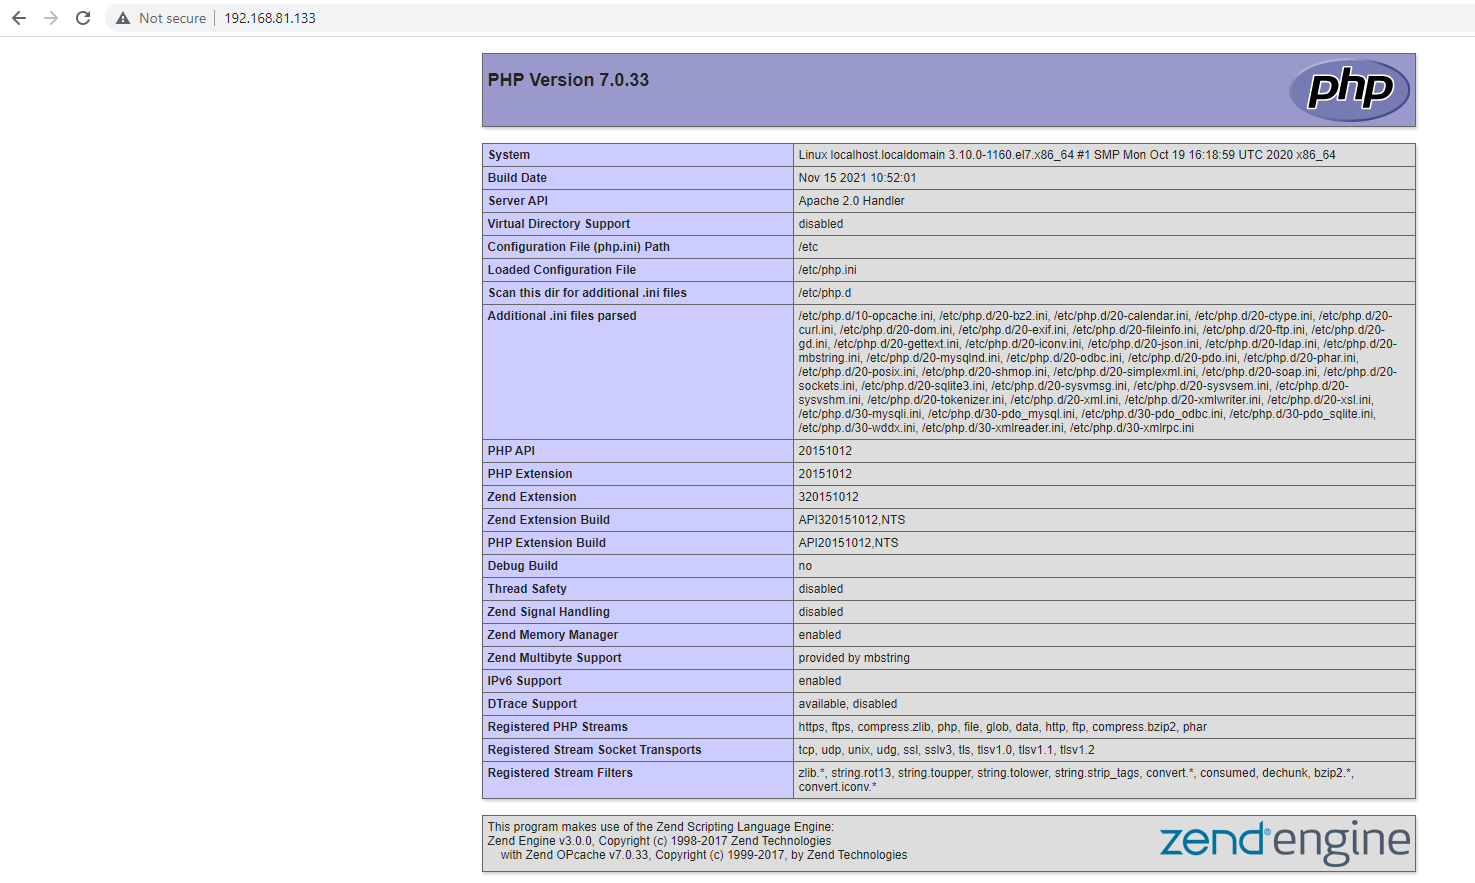 Not secure | 192.168.81.133
PHP Version 7.0.33
php
System Linux localhost.localdomain 3.10.0-1160.el7.x86_64 #1 SMP Mon Oct 19 16:18:59 UTC 2020 x86_64
Build Date Nov 15 2021 10:52:01
Server API Apache 2.0 Handler
Virtual Directory Support disabled
Configuration File (php.ini) Path /etc
Loaded Configuration File /etc/php.ini
Scan this dir for additional .ini files /etc/php.d
Additional .ini files parsed /etc/php.d/10-opcache.ini, /etc/php.d/20-bz2.ini, /etc/php.d/20-calendar.ini, /etc/php.d/20-ctype.ini, /etc/php.d/20-
curl.ini, /etc/php.d/20-dom.ini, /etc/php.d/20-exif.ini, /etc/php.d/20-fileinfo.ini, /etc/php.d/20-ftp.ini, /etc/php.d/20-
gd.ini, /etc/php.d/20-gettext.ini, /etc/php.d/20-iconv.ini, /etc/php.d/20-json.ini, /etc/php.d/20-ldap.ini, /etc/php.d/20-
mbstring.ini, /etc/php.d/20-mysqlnd.ini, /etc/php.d/20-odbc.ini, /etc/php.d/20-pdo.ini, /etc/php.d/20-phar.ini,
/etc/php.d/20-posix.ini, /etc/php.d/20-shmop.ini, /etc/php.d/20-simplexml.ini, /etc/php.d/20-soap.ini, /etc/php.d/20-
sockets.ini, /etc/php.d/20-sqlite3.ini, /etc/php.d/20-sysvmsg.ini, /etc/php.d/20-sysvsem.ini, /etc/php.d/20-
sysvshm.ini, /etc/php.d/20-tokenizer.ini, /etc/php.d/20-xml.ini, /etc/php.d/20-xmlwriter.ini, /etc/php.d/20-xsl.ini,
/etc/php.d/30-mysqli.ini, /etc/php.d/30-pdo_mysql.ini, /etc/php.d/30-pdo_odbc.ini, /etc/php.d/30-pdo_sqlite.ini,
/etc/php.d/30-wddx.ini, /etc/php.d/30-xmlreader.ini, /etc/php.d/30-xmlrpc.ini
PHP API 20151012
PHP Extension 20151012
Zend Extension 320151012
Zend Extension Build API320151012,NTS
PHP Extension Build API20151012,NTS
Debug Build no
Thread Safety disabled
Zend Signal Handling disabled
Zend Memory Manager enabled
Zend Multibyte Support provided by mbstring
IPv6 Support enabled
DTrace Support available, disabled
Registered PHP Streams https, ftps, compress.zlib, php, file, glob, data, http, ftp, compress.bzip2, phar
Registered Stream Socket Transports tcp, udp, unix, udg, ssl, sslv3, tls, tlsv1.0, tlsv1.1, tlsv1.2
Registered Stream Filters zlib.*, string.rot13, string.toupper, string.tolower, string.strip_tags, convert.*, consumed, dechunk, bzip2.*,
convert.iconv.*
This program makes use of the Zend Scripting Language Engine:
Zend Engine v3.0.0, Copyright (c) 1998-2017 Zend Technologies
with Zend OPcache v7.0.33, Copyright (c) 1999-2017, by Zend Technologies
zend® engine